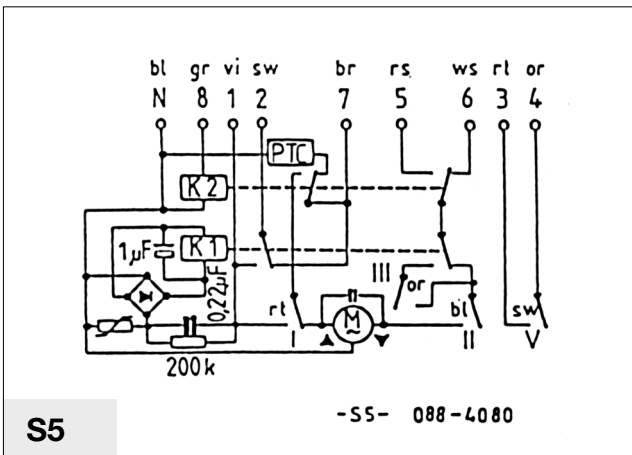 bl gr vi sw br rs ws rt or
N 8 1 2 7 5 6 3 4
PTC
K2
1µF K1
0,22µF
III
or
rt bl sw
M
I II V
200k
-S5- 088-4080
S5